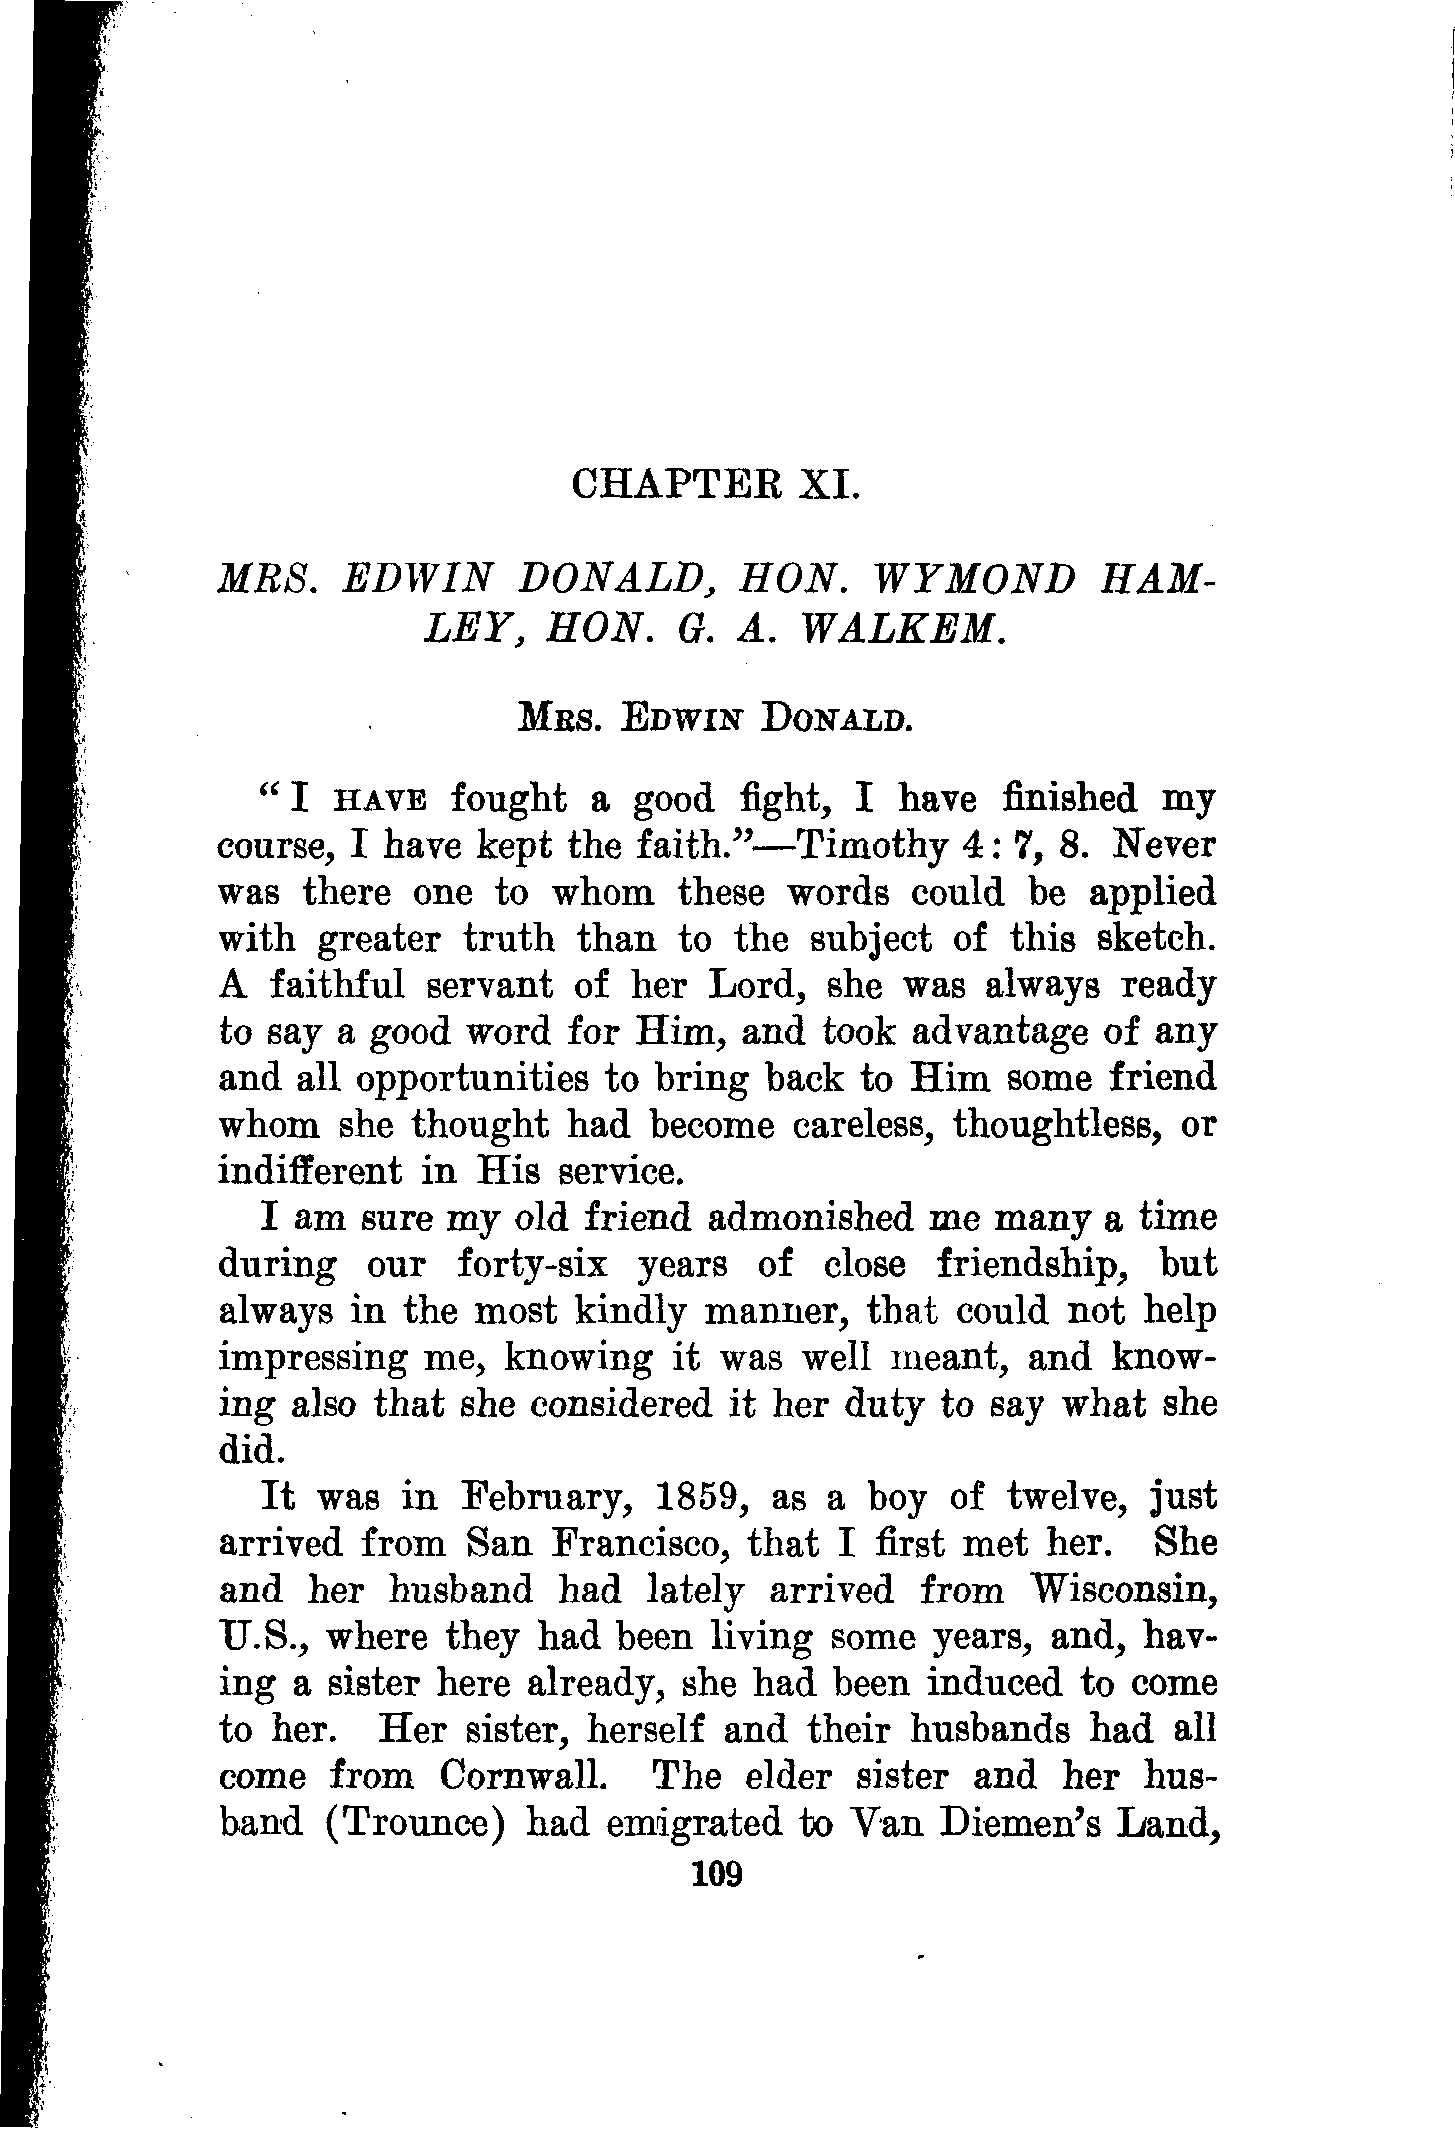 CHAPTER XI.
MRS. EDWIN DONALD, HON. WYMOND HAM-
LEY, HON. G. A. WALKEM.
MRS. EDWIN DONALD.
“I HAVE fought a good fight, I have finished my
course, I have kept the faith.”—Timothy 4: 7, 8. Never
was there one to whom these words could be applied
with greater truth than to the subject of this sketch.
A faithful servant of her Lord, she was always ready
to say a good word for Him, and took advantage of any
and all opportunities to bring back to Him some friend
whom she thought had become careless, thoughtless, or
indifferent in His service.
I am sure my old friend admonished me many a time
during our forty-six years of close friendship, but
always in the most kindly manner, that could not help
impressing me, knowing it was well meant, and know-
ing also that she considered it her duty to say what she
did.
It was in February, 1859, as a boy of twelve, just
arrived from San Francisco, that I first met her. She
and her husband had lately arrived from Wisconsin,
U.S., where they had been living some years, and, hav-
ing a sister here already, she had been induced to come
to her. Her sister, herself and their husbands had all
come from Cornwall. The elder sister and her hus-
band (Trounce) had emigrated to Van Diemen’s Land,
109